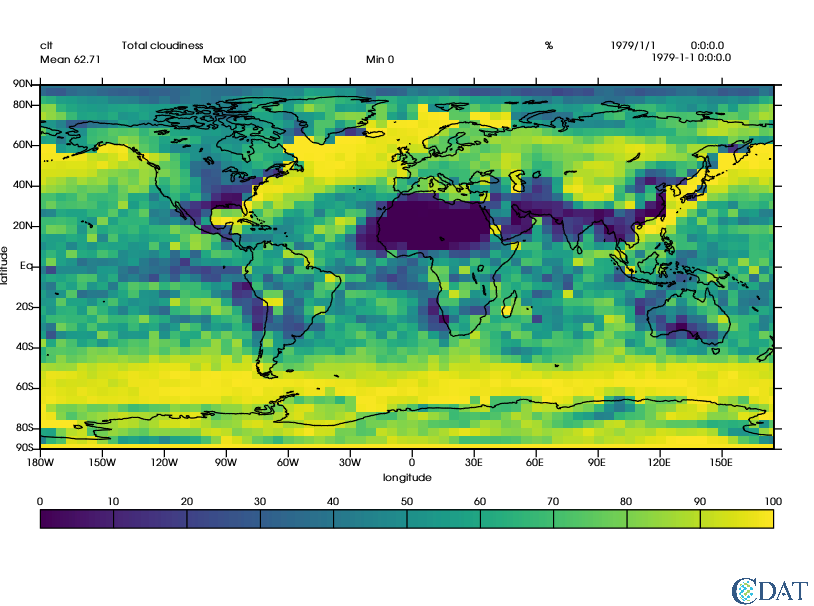 clt Total cloudiness % 1979/1/1 0:0:0.0
Mean 62.71 Max 100 Min 0 1979-1-1 0:0:0.0
90N
80N
60N
40N
20N
Eq
20S
40S
60S
80S
90S
latitude
180W 150W 120W 90W 60W 30W 0 30E 60E 90E 120E 150E
longitude
0 10 20 30 40 50 60 70 80 90 100
CDAT